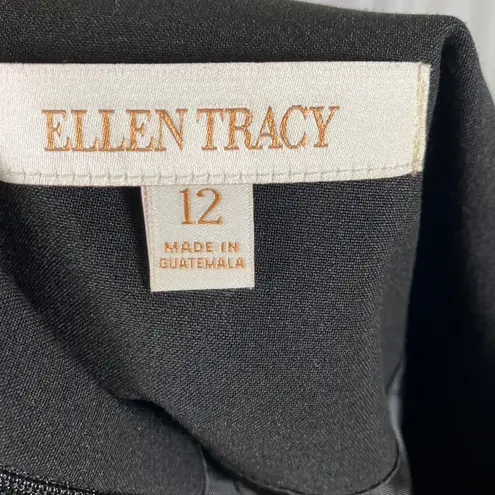 ELLEN TRACY
12
MADE IN
GUATEMALA